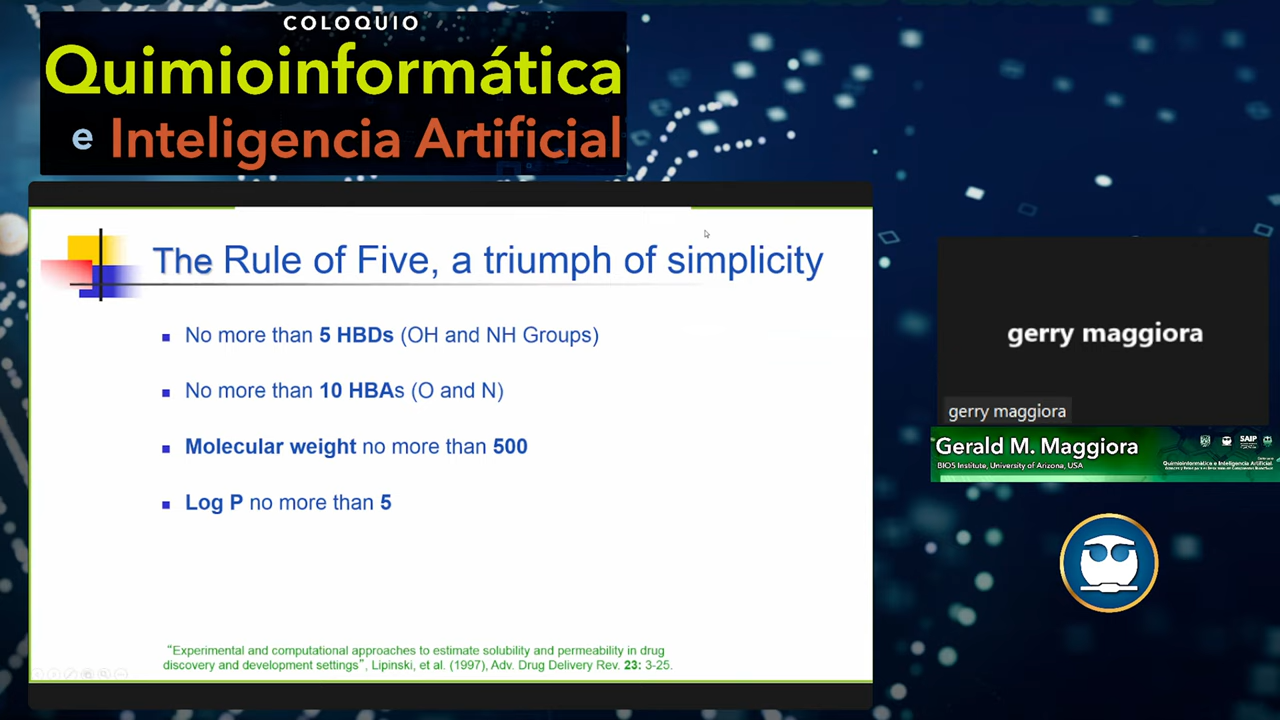 COLOQUIO
Quimioinformática
e Inteligencia Artificial
The Rule of Five, a triumph of simplicity
No more than 5 HBDs (OH and NH Groups)
No more than 10 HBAs (O and N)
Molecular weight no more than 500
Log P no more than 5
“Experimental and computational approaches to estimate solubility and permeability in drug
discovery and development settings”, Lipinski, et al. (1997), Adv. Drug Delivery Rev. 23: 3-25.
gerry maggiora
gerry maggiora
Gerald M. Maggiora
BIOS Institute, University of Arizona, USA
SAIP
Quimioinformática e Inteligencia Artificial